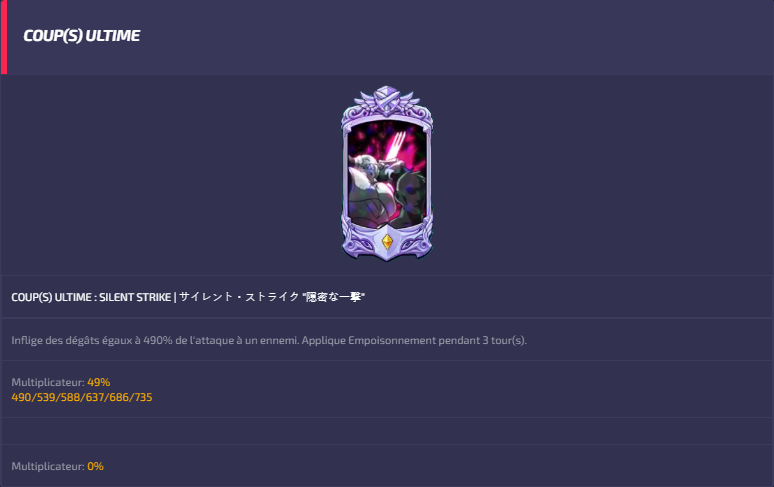 COUP(S) ULTIME
COUP(S) ULTIME : SILENT STRIKE | サイレント・ストライク "隠密な一撃"
Inflige des dégâts égaux à 490% de l'attaque à un ennemi. Applique Empoisonnement pendant 3 tour(s).
Multiplicateur: 49%
490/539/588/637/686/735
Multiplicateur: 0%